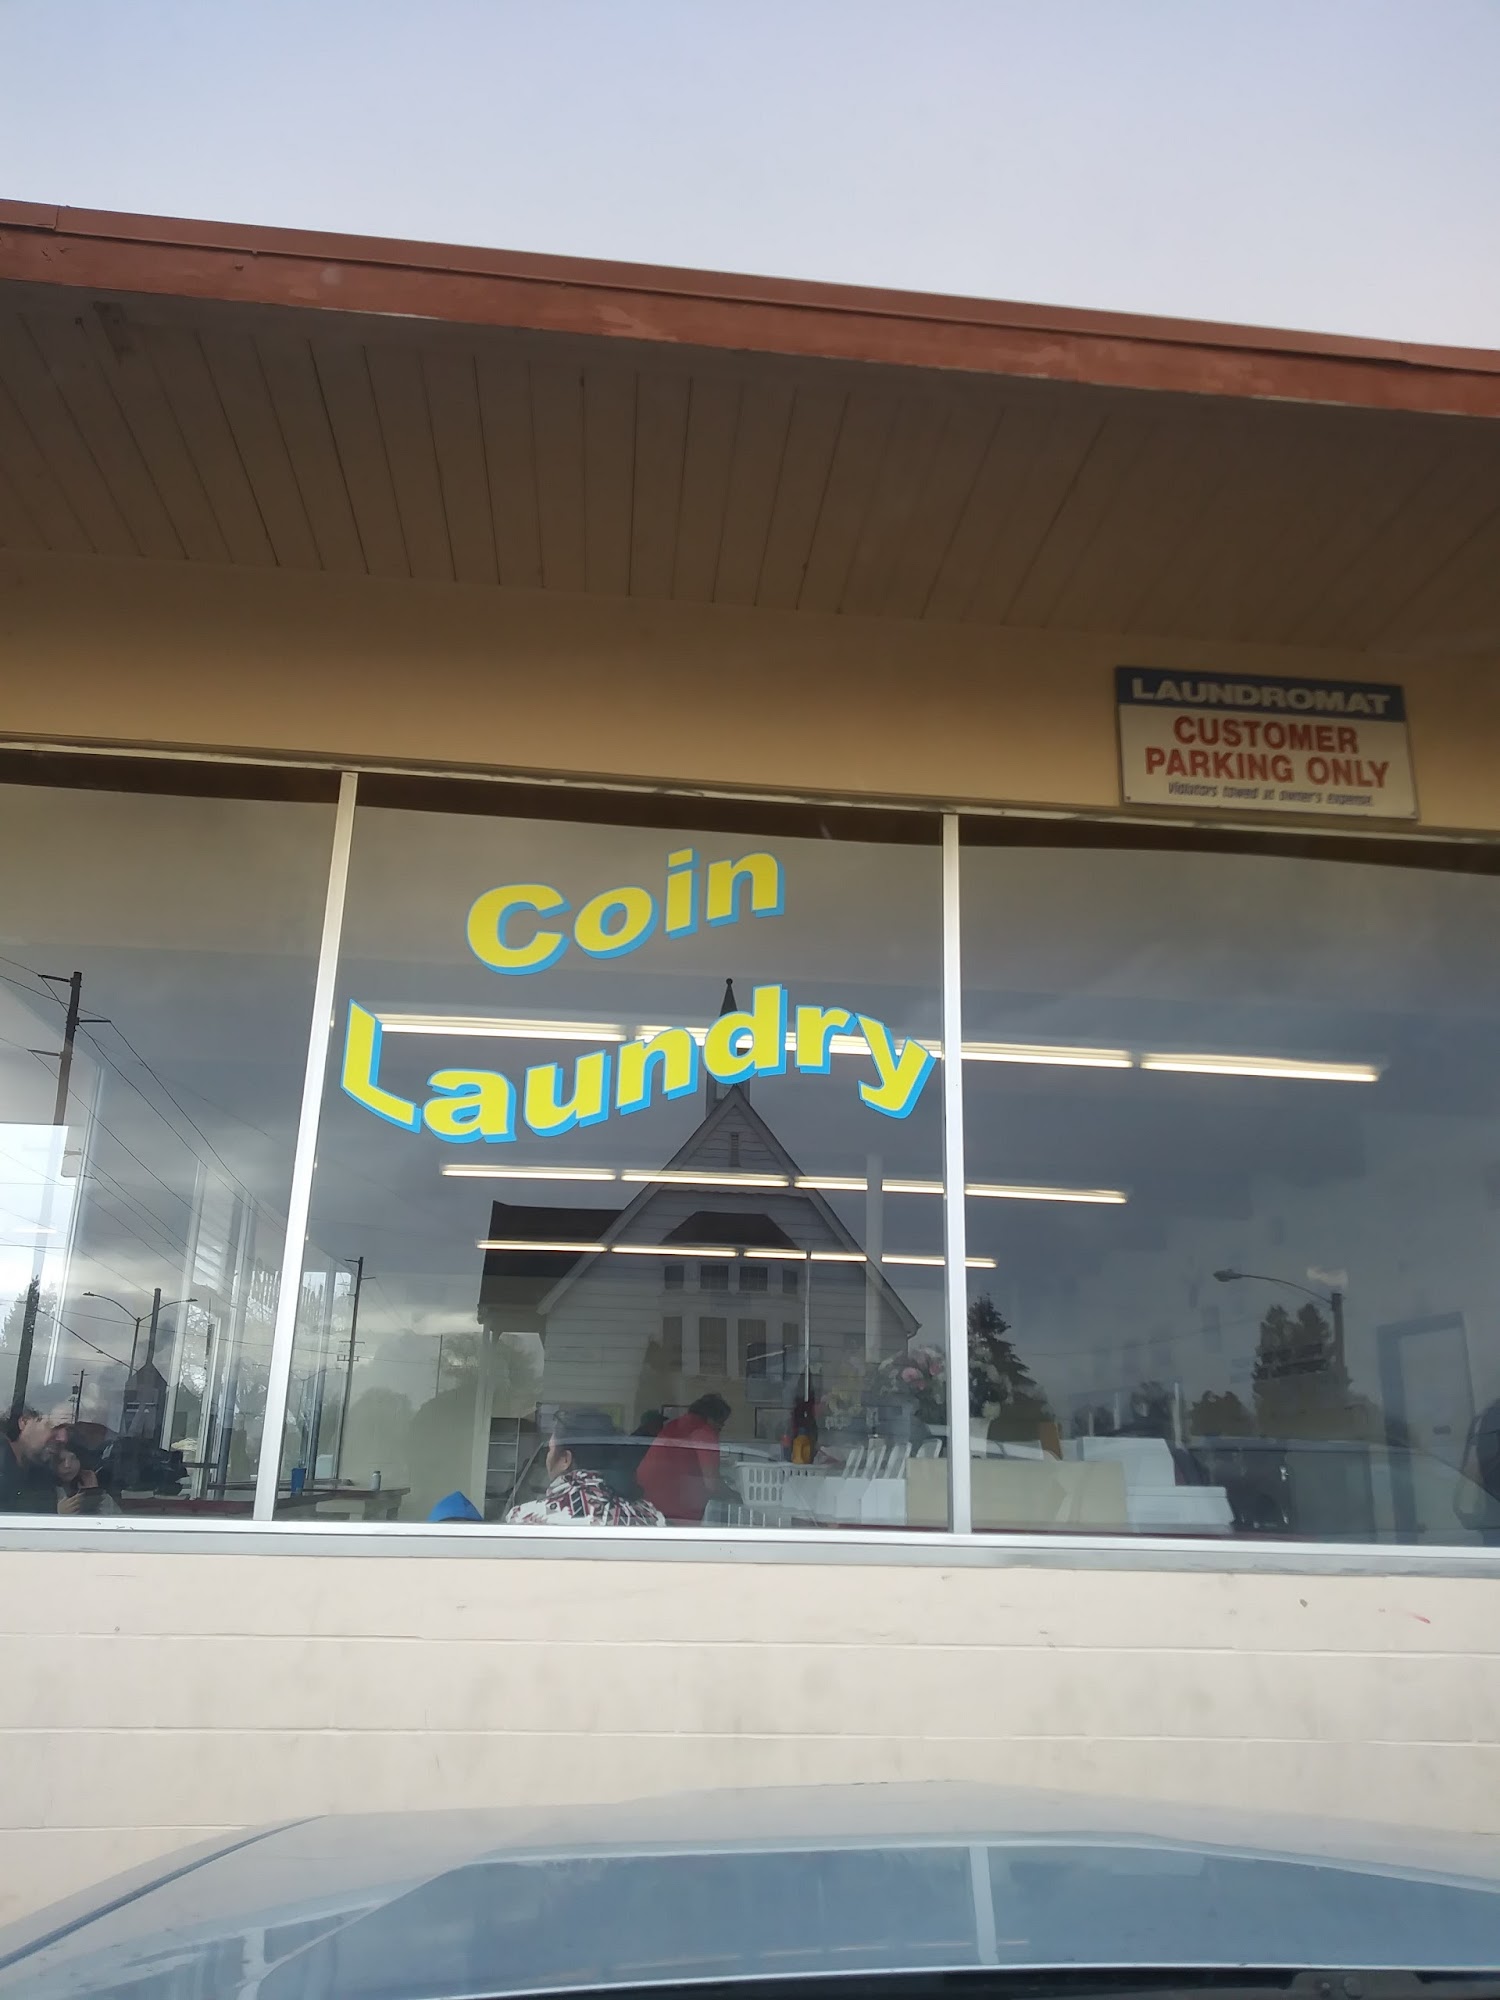 LAUNDROMAT
CUSTOMER
PARKING ONLY
Violators towed at owner's expense
Coin
Laundry